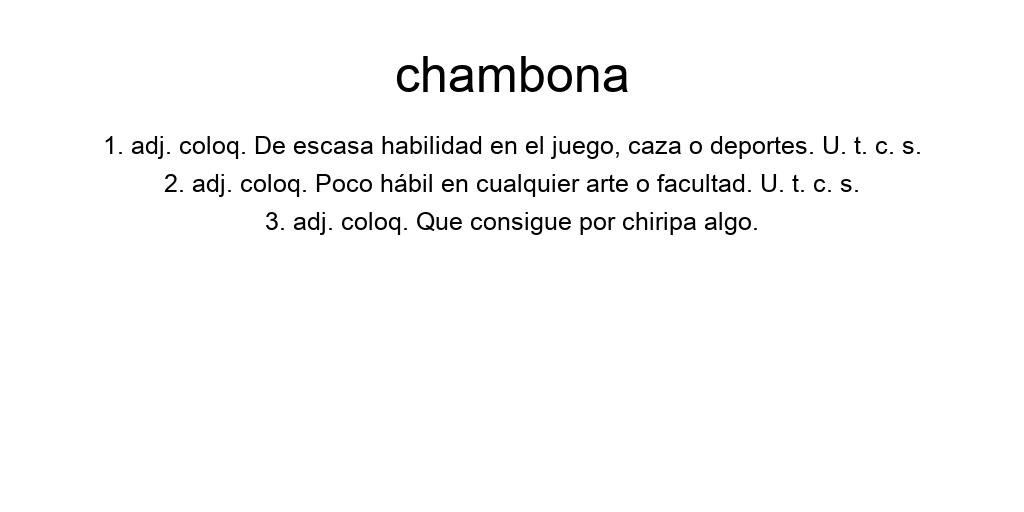 chambona
1. adj. coloq. De escasa habilidad en el juego, caza o deportes. U. t. c. s.
2. adj. coloq. Poco hábil en cualquier arte o facultad. U. t. c. s.
3. adj. coloq. Que consigue por chiripa algo.